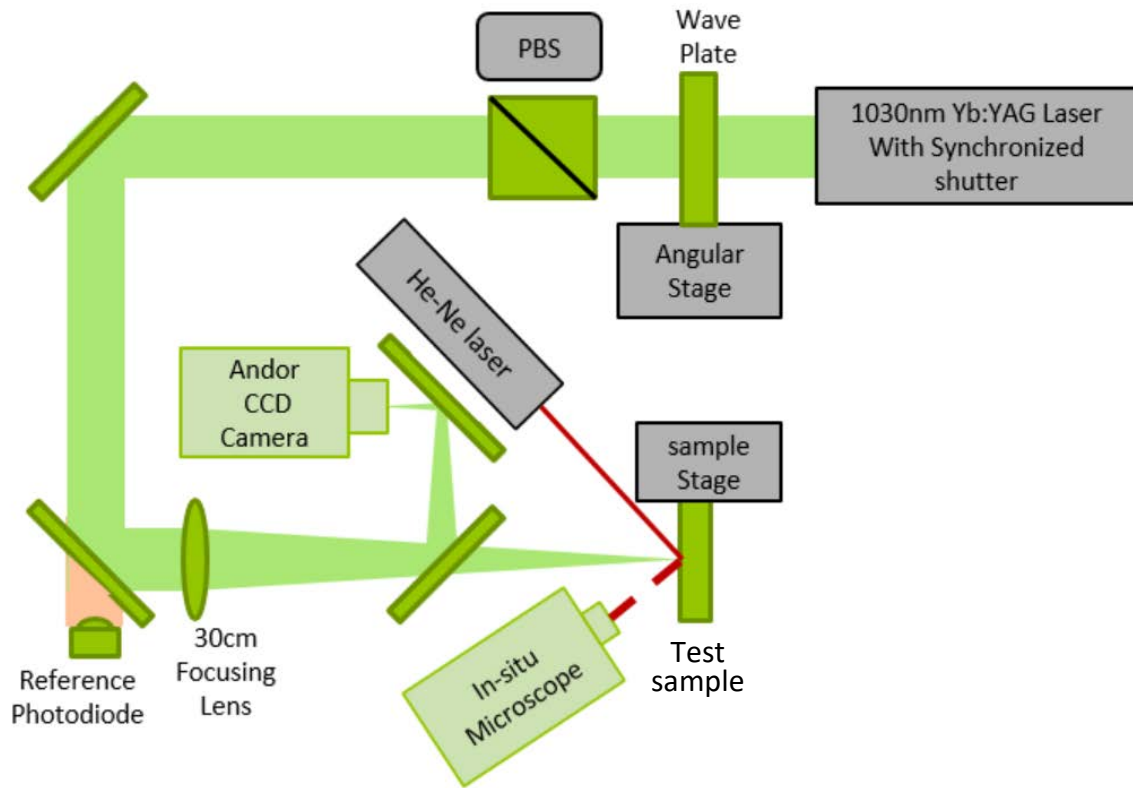 PBS
Wave
Plate
1030nm Yb:YAG Laser
With Synchronized
shutter
Angular
Stage
He-Ne laser
Andor
CCD
Camera
sample
Stage
30cm
Focusing
Lens
Reference
Photodiode
In-situ
Microscope
Test
sample